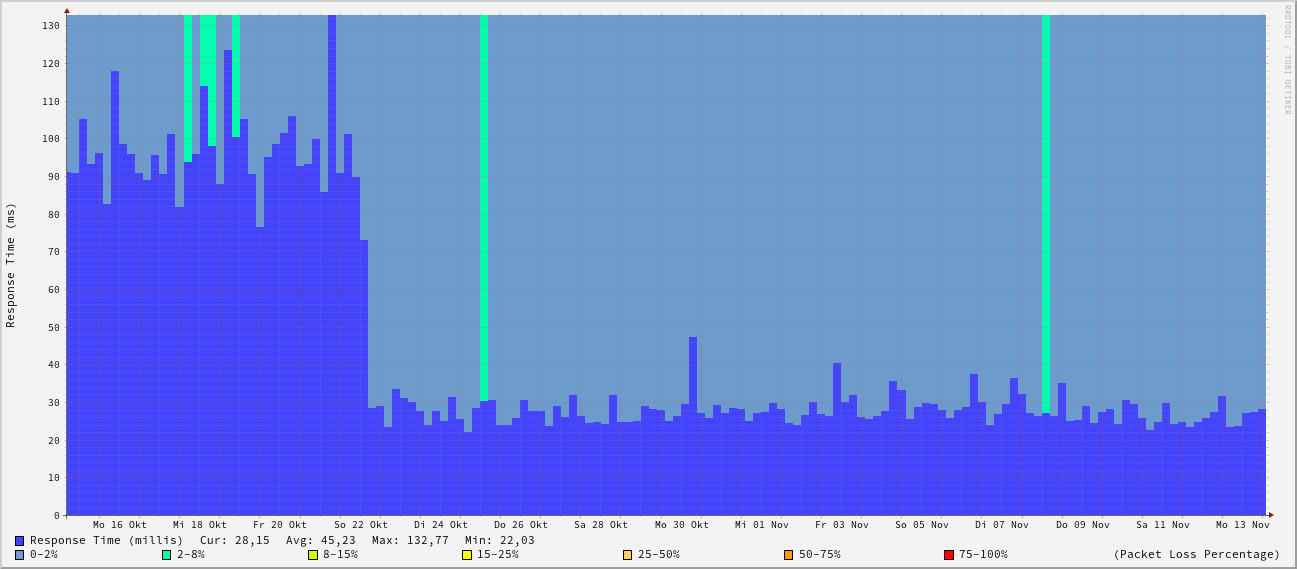 RRDTOOL / TOBI OETIKER
Response Time (ms)
130
120
110
100
90
80
70
60
50
40
30
20
10
0
Mo 16 Okt Mi 18 Okt Fr 20 Okt So 22 Okt Di 24 Okt Do 26 Okt Sa 28 Okt Mo 30 Okt Mi 01 Nov Fr 03 Nov So 05 Nov Di 07 Nov Do 09 Nov Sa 11 Nov Mo 13 Nov
Response Time (millis) Cur: 28,15 Avg: 45,23 Max: 132,77 Min: 22,03
0-2% 2-8% 8-15% 15-25% 25-50% 50-75% 75-100% (Packet Loss Percentage)